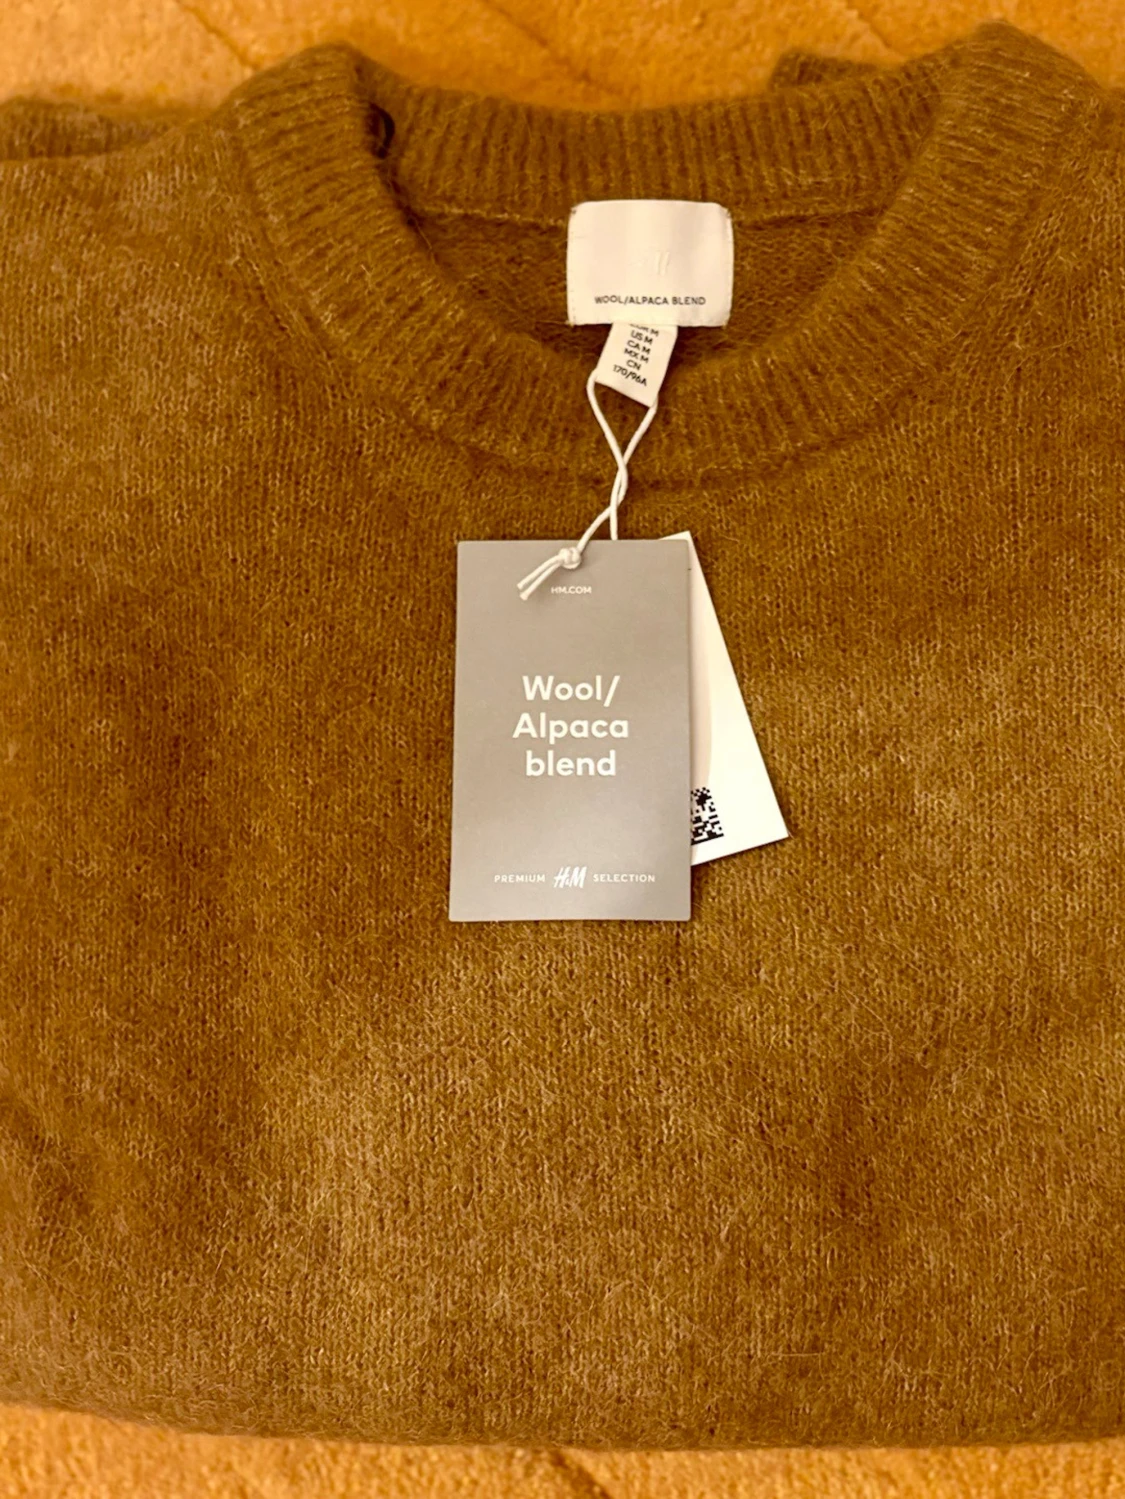 WOOL/ALPACA BLEND
US M
CA M
MX M
CN
170/96A
HM.COM
Wool/
Alpaca
blend
PREMIUM H&M SELECTION